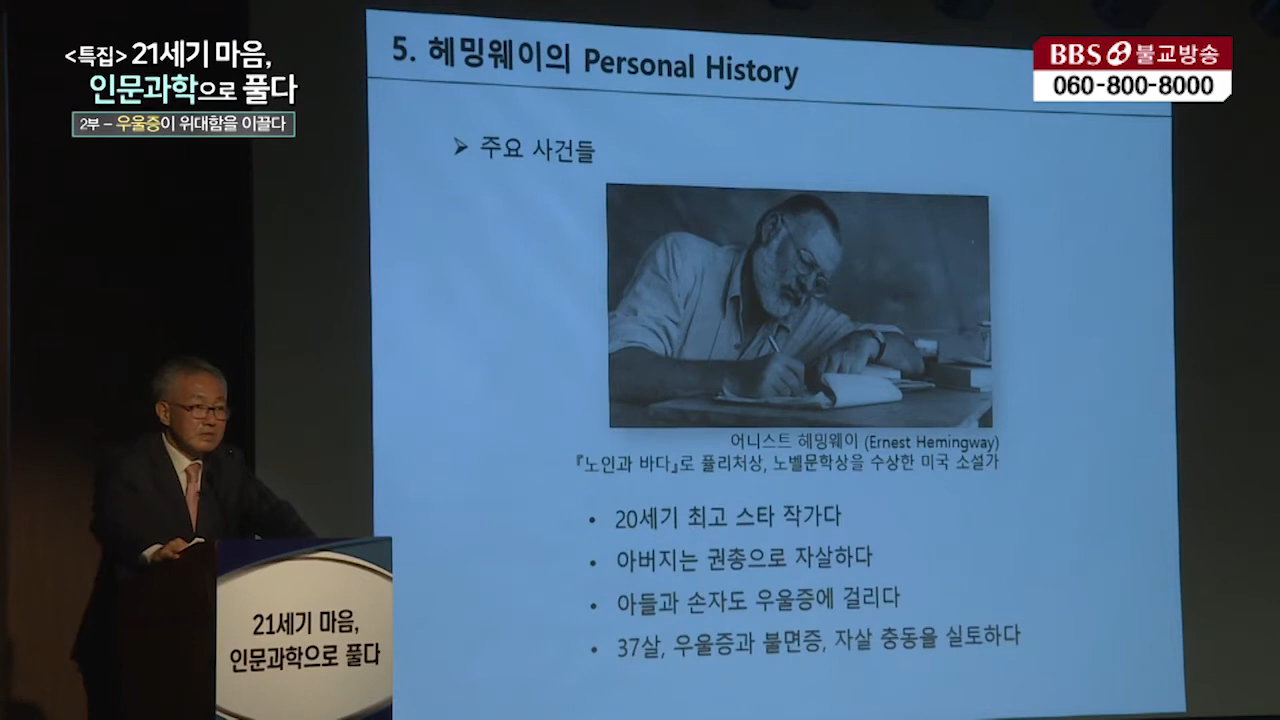 <특집> 21세기 마음,
인문과학으로 풀다
2부 - 우울증이 위대함을 이끌다
BBS 불교방송
060-800-8000
5. 헤밍웨이의 Personal History
➢ 주요 사건들
어니스트 헤밍웨이 (Ernest Hemingway)
『노인과 바다』로 퓰리처상, 노벨문학상을 수상한 미국 소설가
• 20세기 최고 스타 작가다
• 아버지는 권총으로 자살하다
• 아들과 손자도 우울증에 걸리다
• 37살, 우울증과 불면증, 자살 충동을 실토하다
21세기 마음,
인문과학으로 풀다